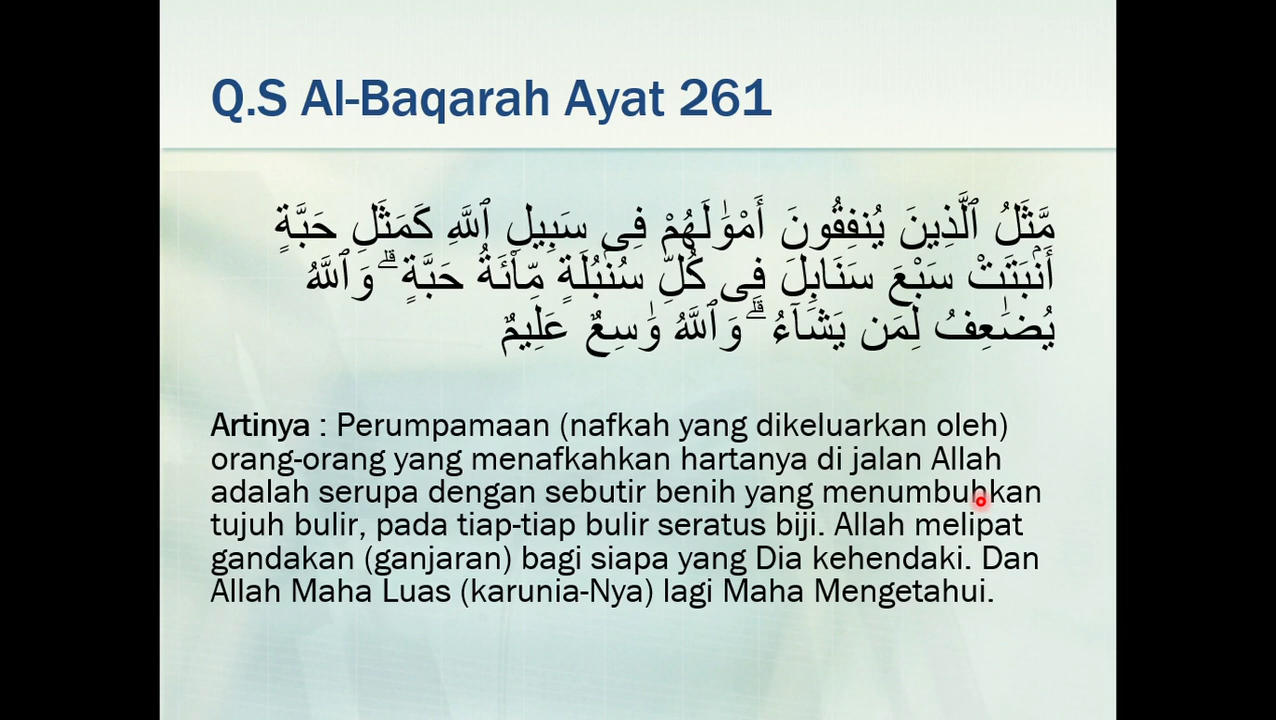 Q.S Al-Baqarah Ayat 261
مَّثَلُ ٱلَّذِينَ يُنفِقُونَ أَمْوَٰلَهُمْ فِى سَبِيلِ ٱللَّهِ كَمَثَلِ حَبَّةٍ
أَنۢبَتَتْ سَبْعَ سَنَابِلَ فِى كُلِّ سُنۢبُلَةٍ مِّا۟ئَةُ حَبَّةٍ ۗ وَٱللَّهُ
يُضَٰعِفُ لِمَن يَشَآءُ ۗ وَٱللَّهُ وَٰسِعٌ عَلِيمٌ
Artinya : Perumpamaan (nafkah yang dikeluarkan oleh)
orang-orang yang menafkahkan hartanya di jalan Allah
adalah serupa dengan sebutir benih yang menumbuhkan
tujuh bulir, pada tiap-tiap bulir seratus biji. Allah melipat
gandakan (ganjaran) bagi siapa yang Dia kehendaki. Dan
Allah Maha Luas (karunia-Nya) lagi Maha Mengetahui.